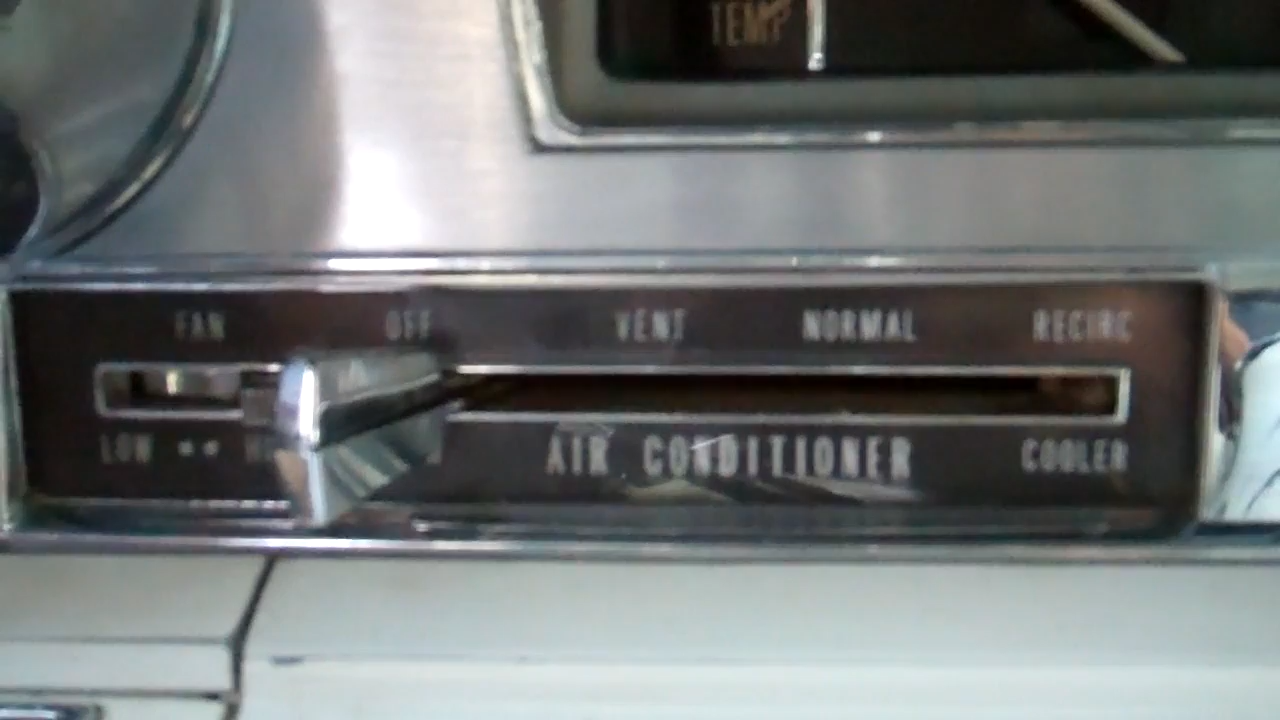 TEMP
FAN OFF VENT NORMAL RECIRC
LOW •• AIR CONDITIONER COOLER